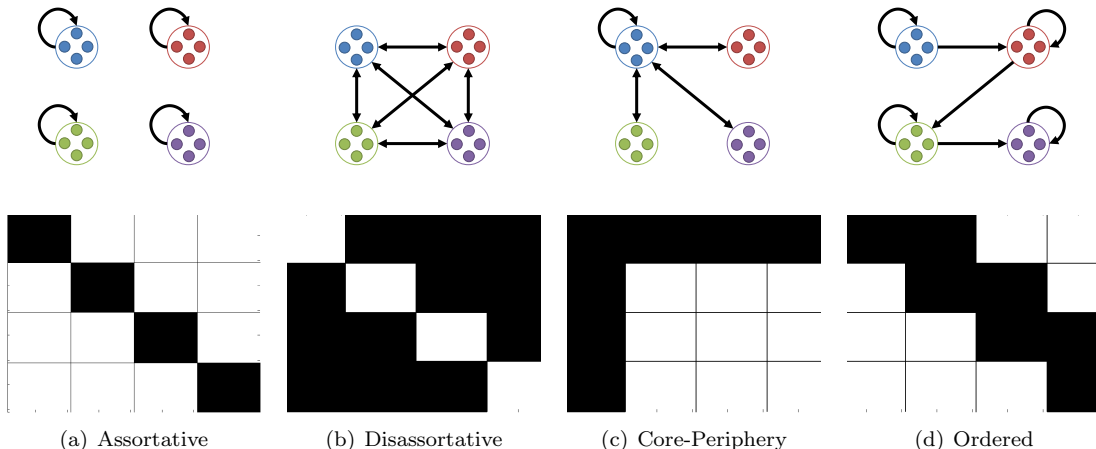 (a) Assortative
(b) Disassortative
(c) Core-Periphery
(d) Ordered